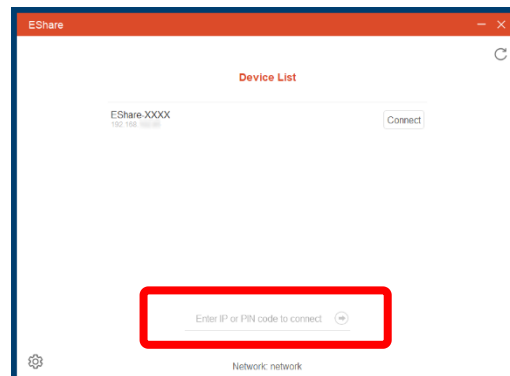 EShare
Device List
EShare-XXXX
192.168.
Connect
Enter IP or PIN code to connect
Network: network